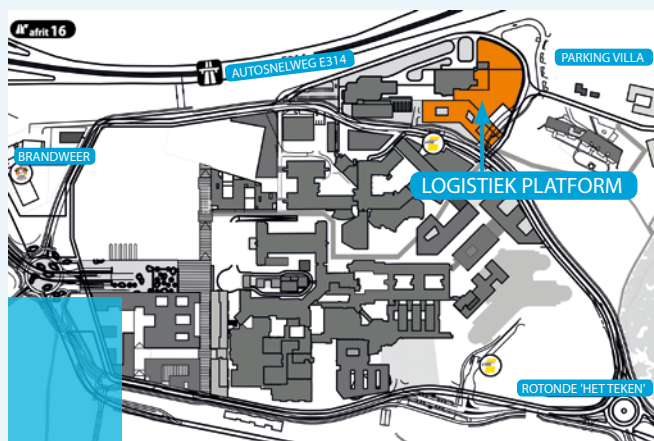 afrit 16
AUTOSNELWEG E314
PARKING VILLA
BRANDWEER
LOGISTIEK PLATFORM
ROTONDE 'HET TEKEN'